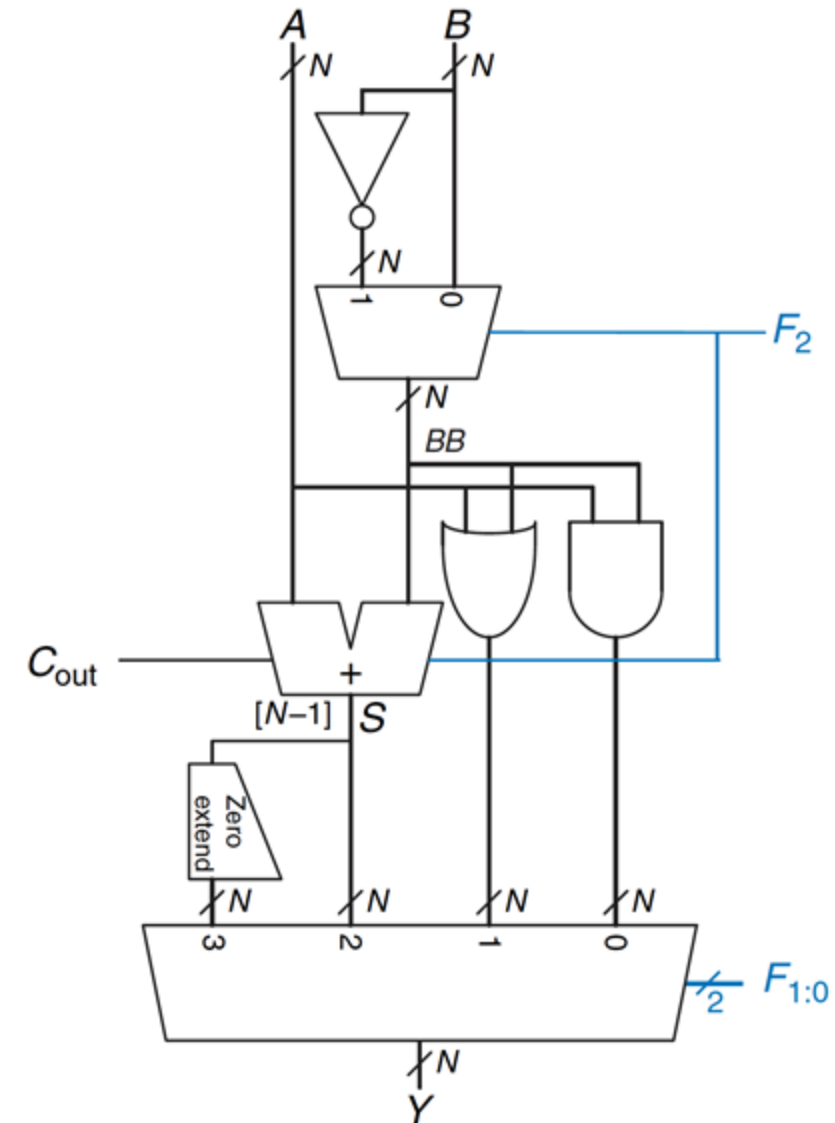 A B
N N
N
1 0
F2
N
BB
Cout
+
[N–1] S
Zero
extend
N N N N
3 2 1 0
F1:0
2
N
Y